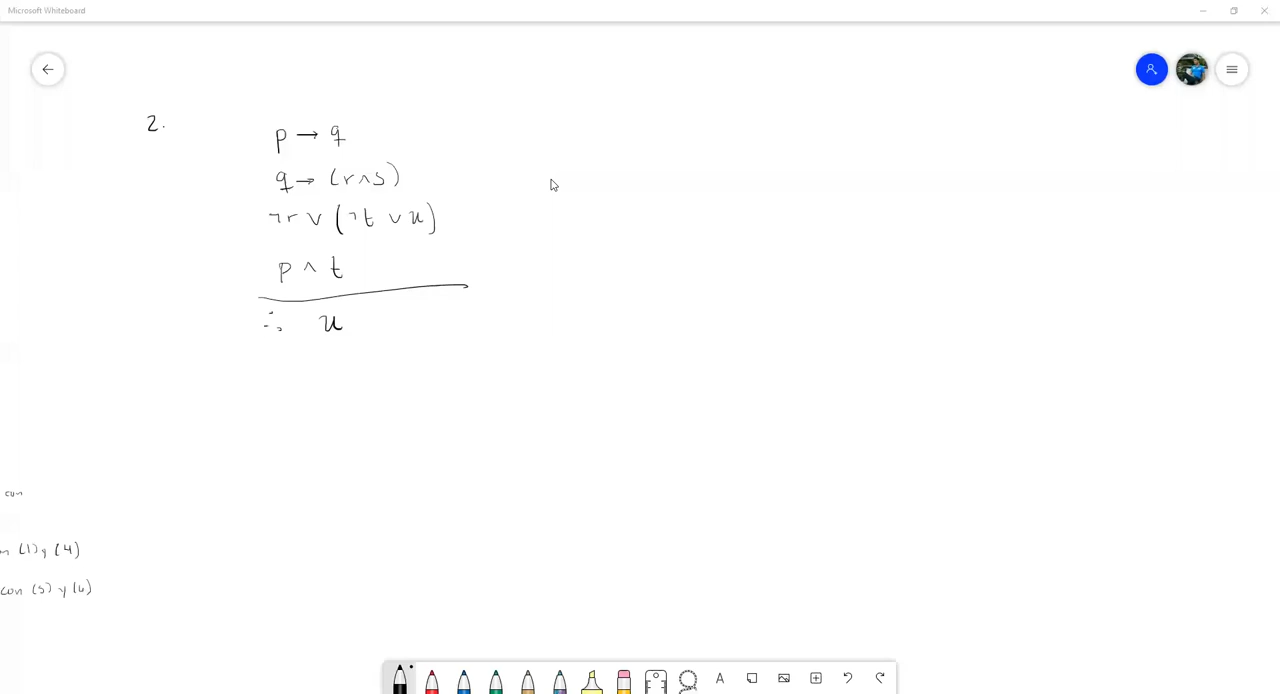 Microsoft Whiteboard
2.
p → q
q → (r ∧ s)
¬r ∨ (¬t ∨ u)
p ∧ t
∴ u
con
(1) y (4)
con (5) y (6)
A